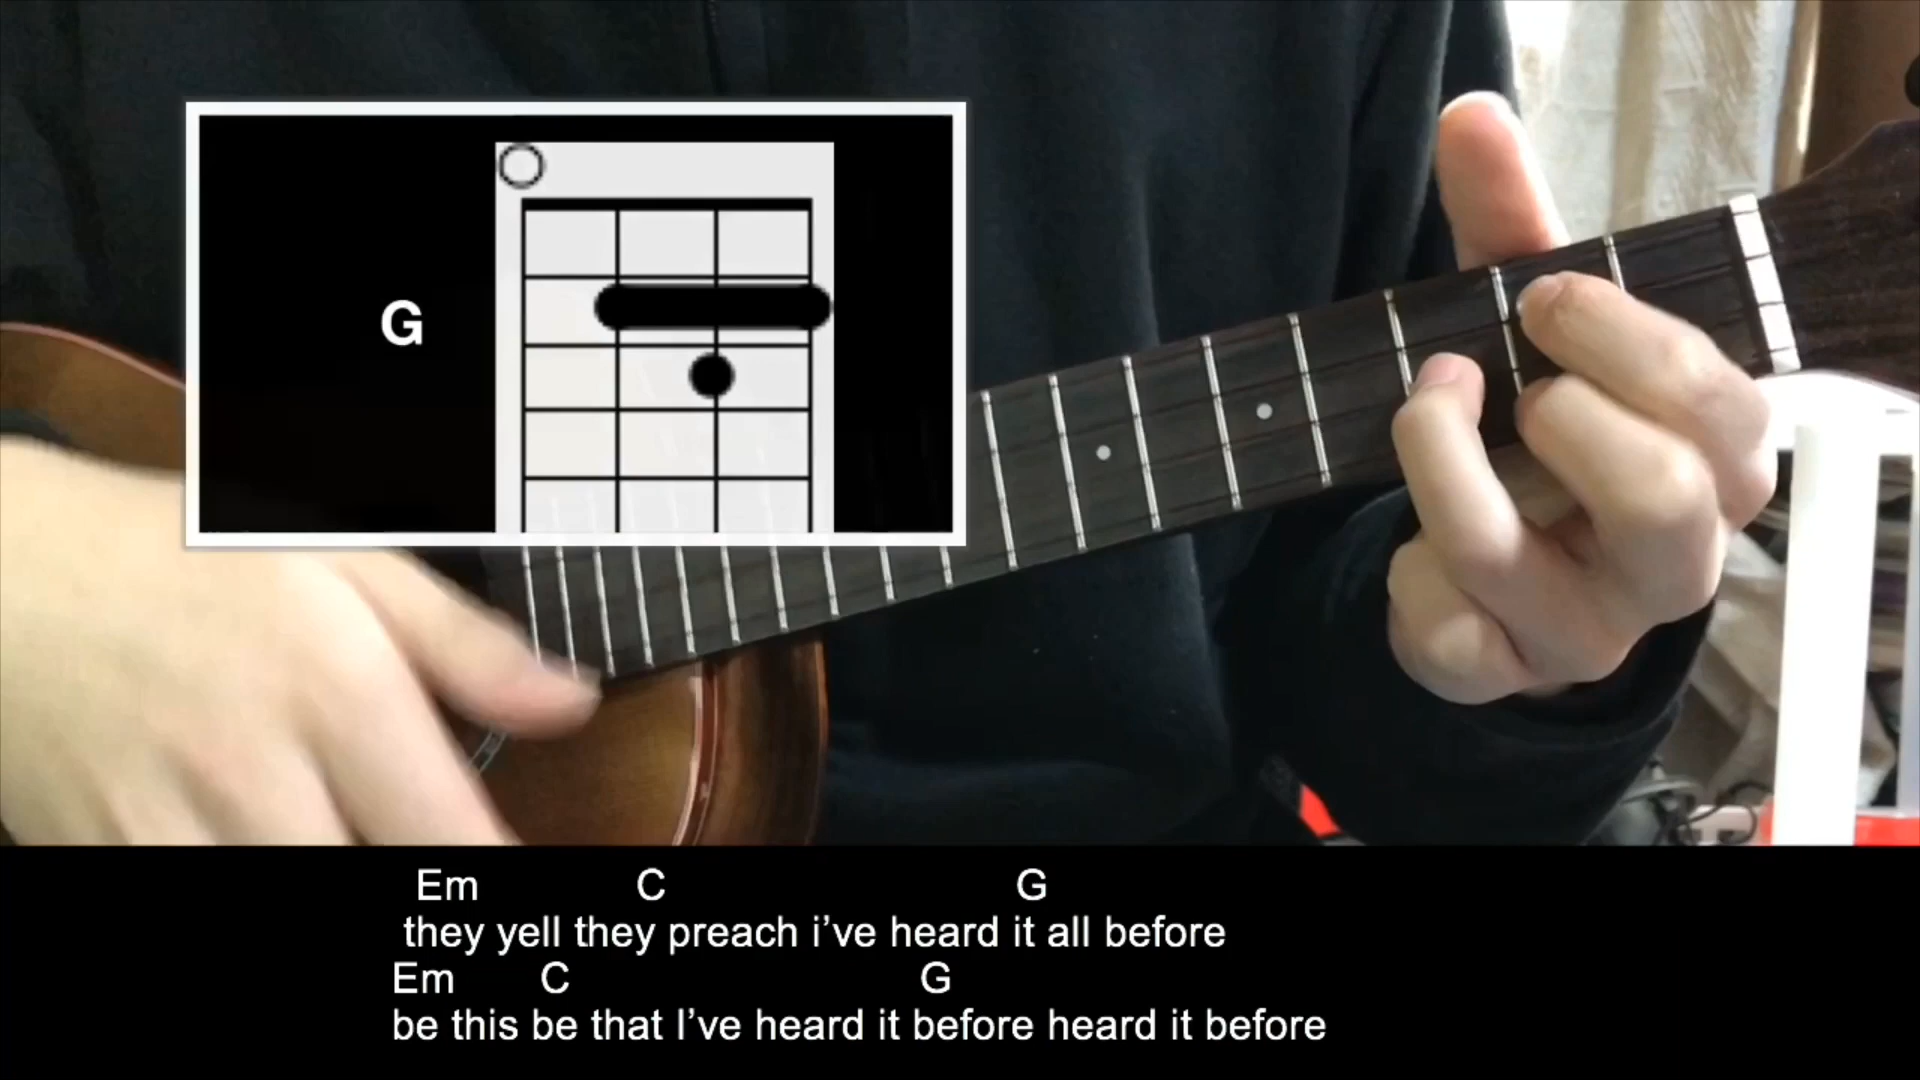 G
Em C G
they yell they preach i’ve heard it all before
Em C G
be this be that I’ve heard it before heard it before